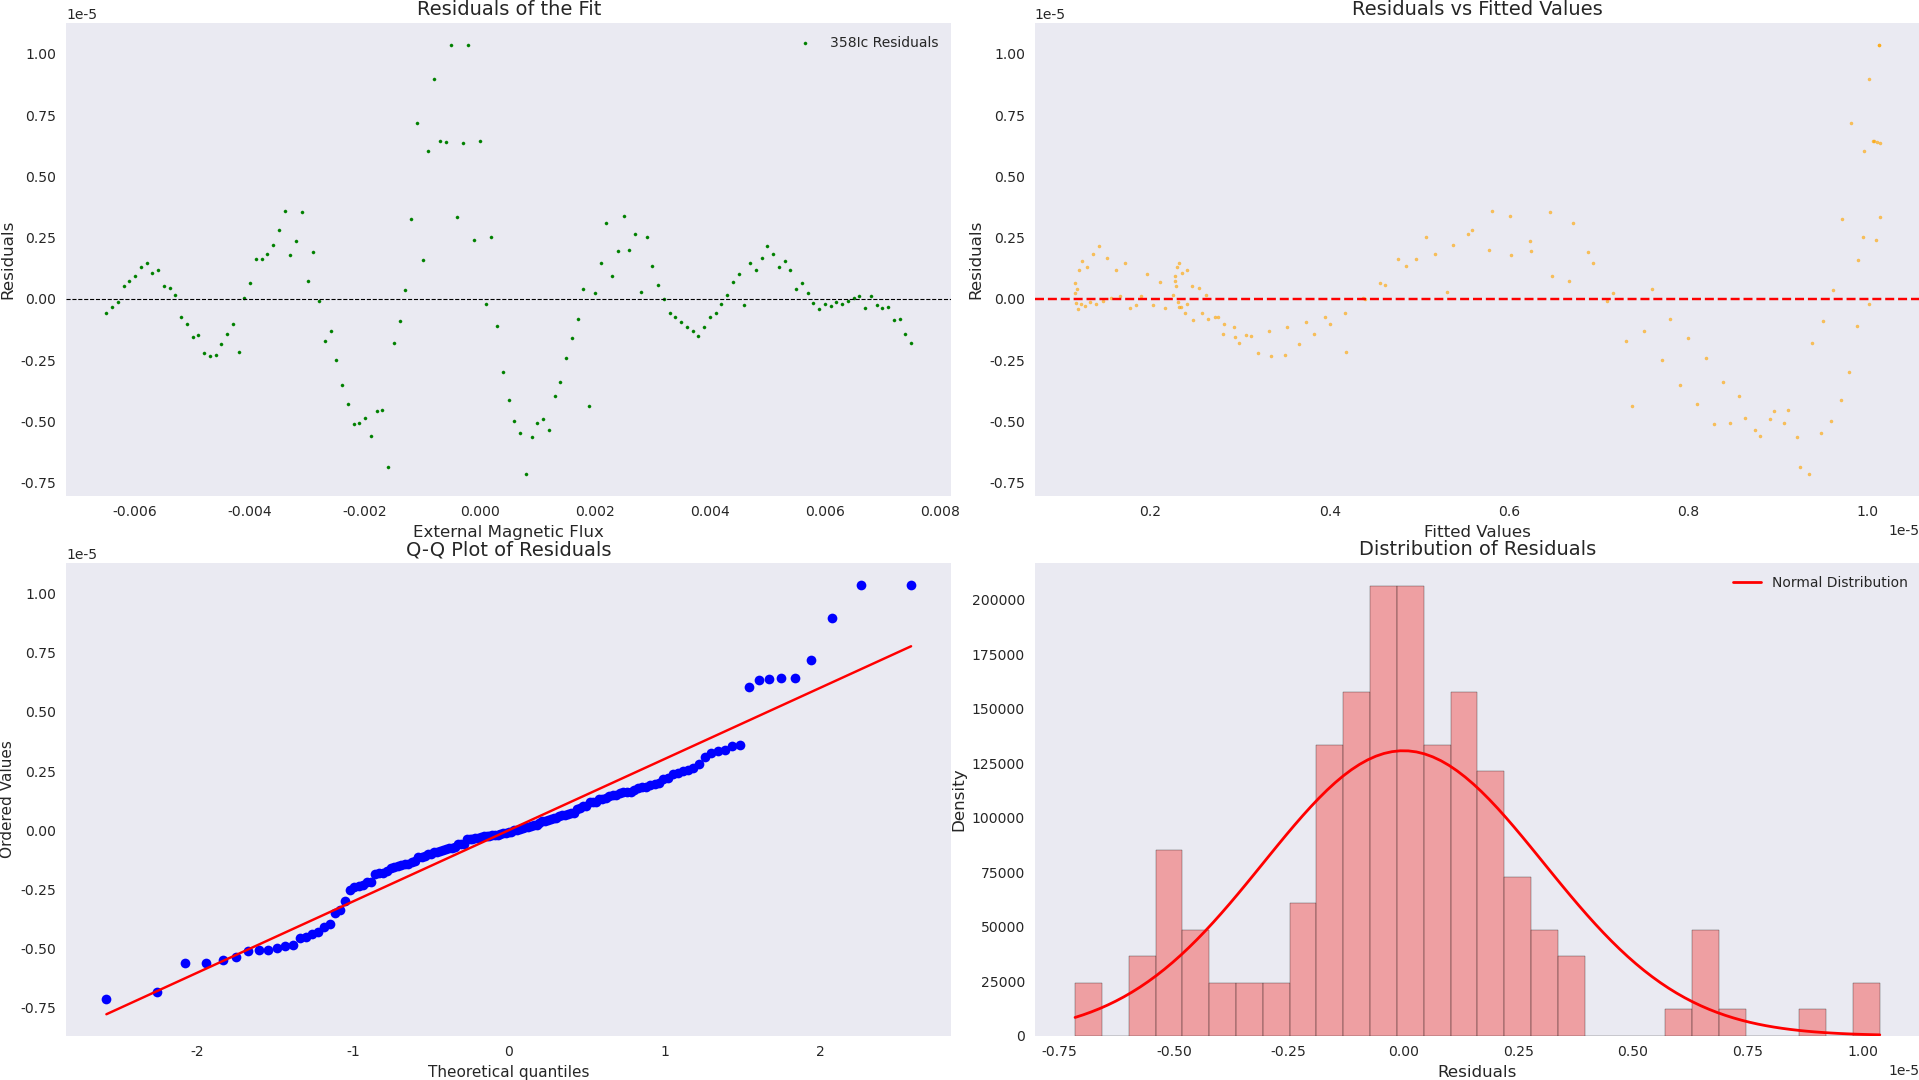 Residuals of the Fit
1e-5
358Ic Residuals
1.00
0.75
0.50
0.25
0.00
-0.25
-0.50
-0.75
Residuals
-0.006 -0.004 -0.002 0.000 0.002 0.004 0.006 0.008
External Magnetic Flux
Residuals vs Fitted Values
1e-5
1.00
0.75
0.50
0.25
0.00
-0.25
-0.50
-0.75
Residuals
0.2 0.4 0.6 0.8 1.0
Fitted Values
1e-5
Q-Q Plot of Residuals
1e-5
1.00
0.75
0.50
0.25
0.00
-0.25
-0.50
-0.75
Ordered Values
-2 -1 0 1 2
Theoretical quantiles
Distribution of Residuals
Normal Distribution
200000
175000
150000
125000
100000
75000
50000
25000
0
Density
-0.75 -0.50 -0.25 0.00 0.25 0.50 0.75 1.00
Residuals
1e-5